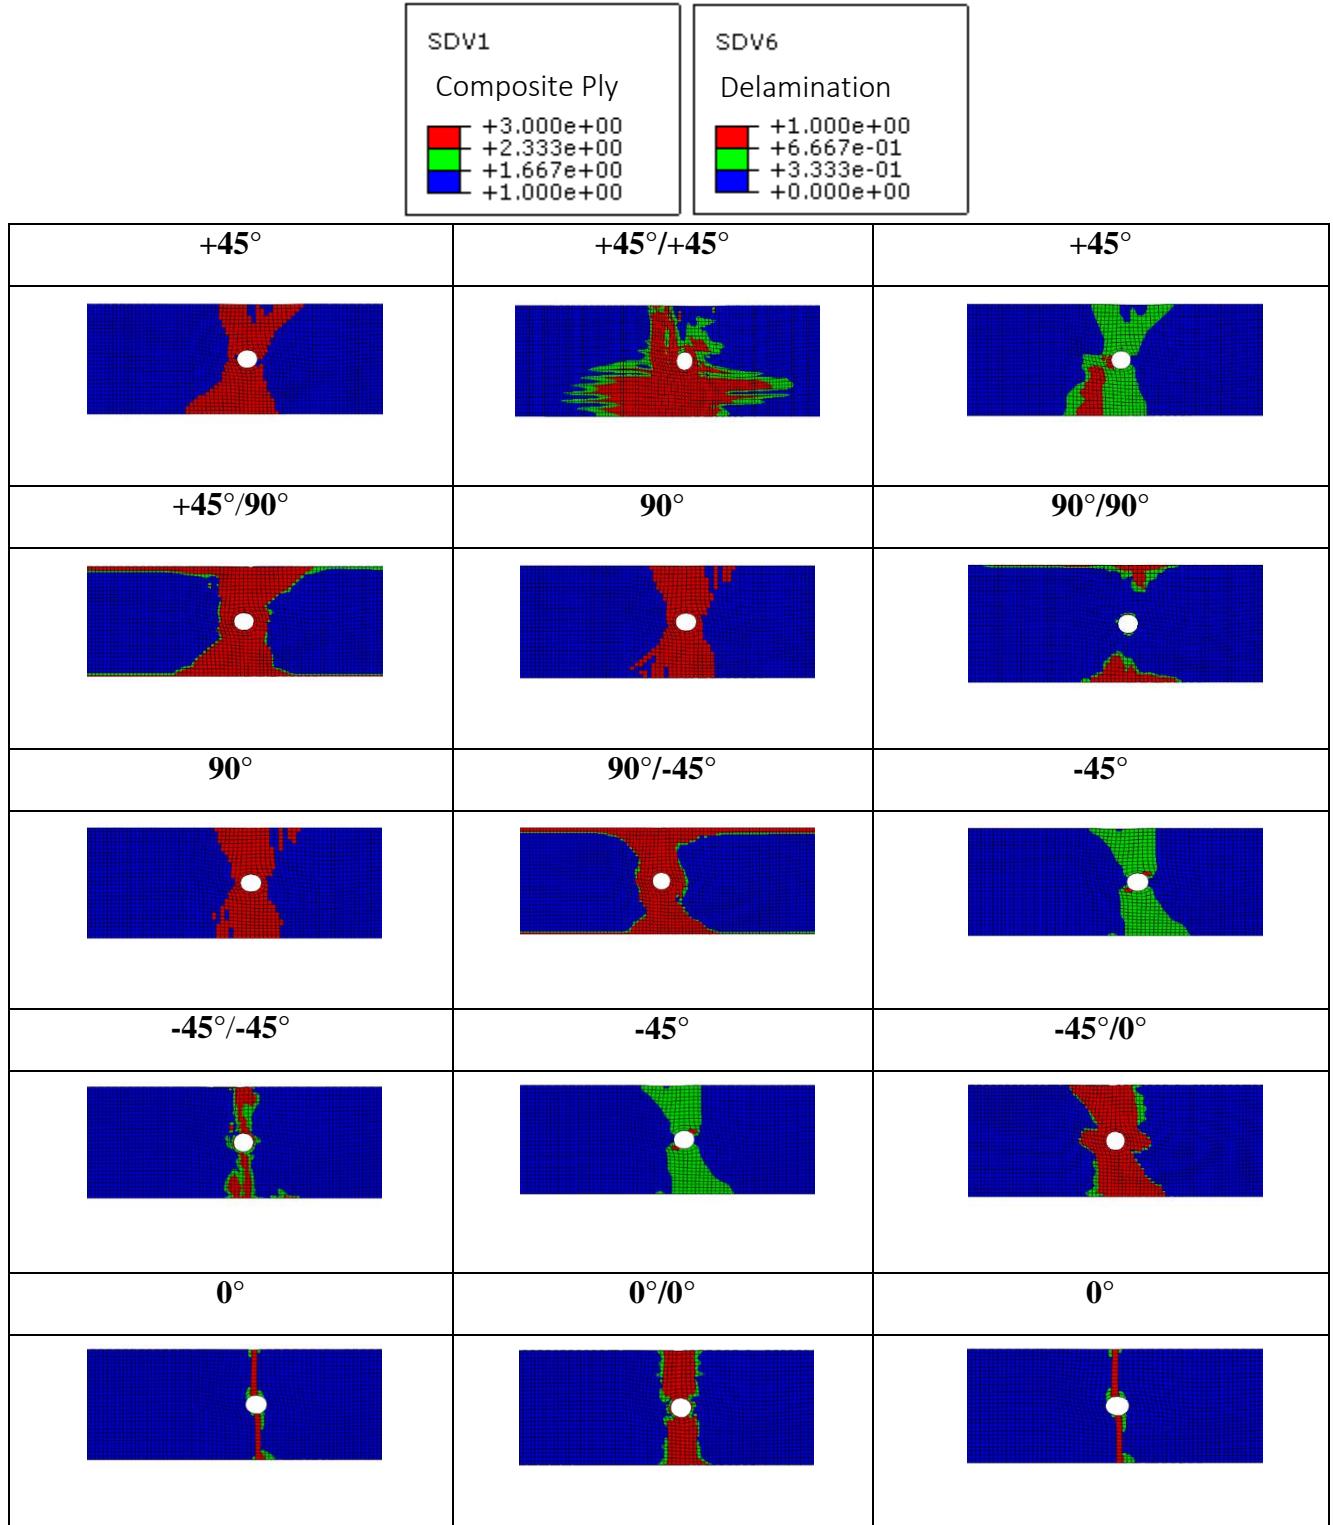 SDV1
Composite Ply
+3.000e+00
+2.333e+00
+1.667e+00
+1.000e+00
SDV6
Delamination
+1.000e+00
+6.667e-01
+3.333e-01
+0.000e+00
+45° +45°/+45° +45°
+45°/90° 90° 90°/90°
90° 90°/-45° -45°
-45°/-45° -45° -45°/0°
0° 0°/0° 0°